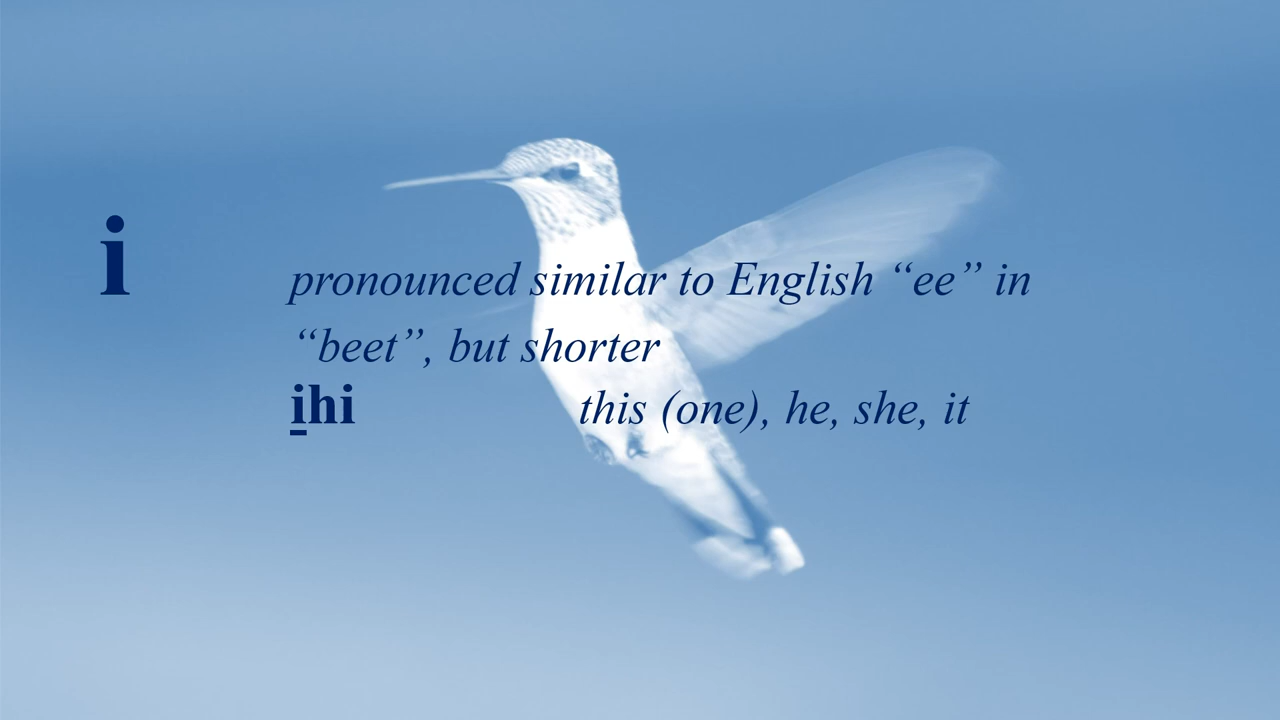 i
pronounced similar to English “ee” in
“beet”, but shorter
ihi this (one), he, she, it